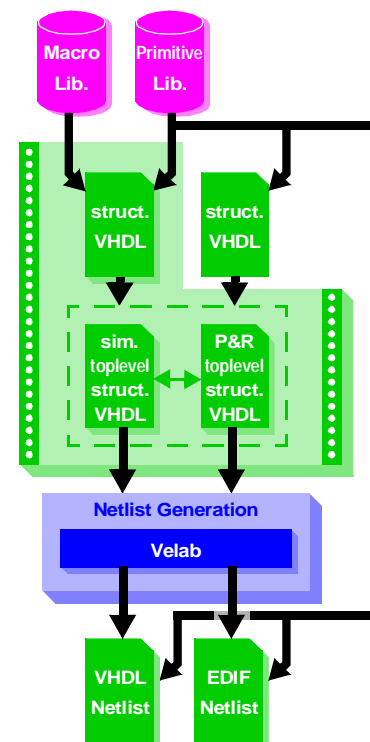 Macro
Lib.
Primitive
Lib.
struct.
VHDL
struct.
VHDL
sim.
toplevel
struct.
VHDL
P&R
toplevel
struct.
VHDL
Netlist Generation
Velab
VHDL
Netlist
EDIF
Netlist